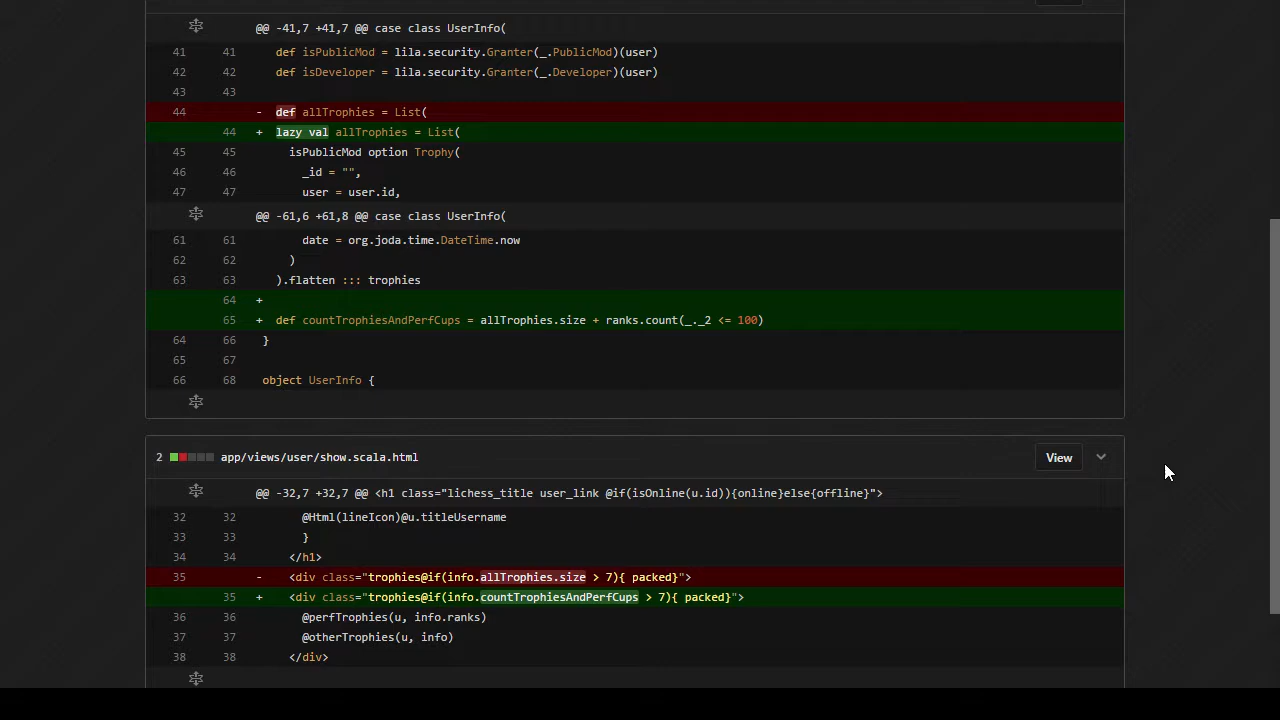 @@ -41,7 +41,7 @@ case class UserInfo(
41 41 def isPublicMod = lila.security.Granter(_.PublicMod)(user)
42 42 def isDeveloper = lila.security.Granter(_.Developer)(user)
43 43
44 - def allTrophies = List(
44 + lazy val allTrophies = List(
45 45 isPublicMod option Trophy(
46 46 _id = "",
47 47 user = user.id,
@@ -61,6 +61,8 @@ case class UserInfo(
61 61 date = org.joda.time.DateTime.now
62 62 )
63 63 ).flatten ::: trophies
64 +
65 + def countTrophiesAndPerfCups = allTrophies.size + ranks.count(_._2 <= 100)
64 66 }
65 67
66 68 object UserInfo {
2 app/views/user/show.scala.html View
@@ -32,7 +32,7 @@ <h1 class="lichess_title user_link @if(isOnline(u.id)){online}else{offline}">
32 32 @Html(lineIcon)@u.titleUsername
33 33 }
34 34 </h1>
35 - <div class="trophies@if(info.allTrophies.size > 7){ packed}">
35 + <div class="trophies@if(info.countTrophiesAndPerfCups > 7){ packed}">
36 36 @perfTrophies(u, info.ranks)
37 37 @otherTrophies(u, info)
38 38 </div>